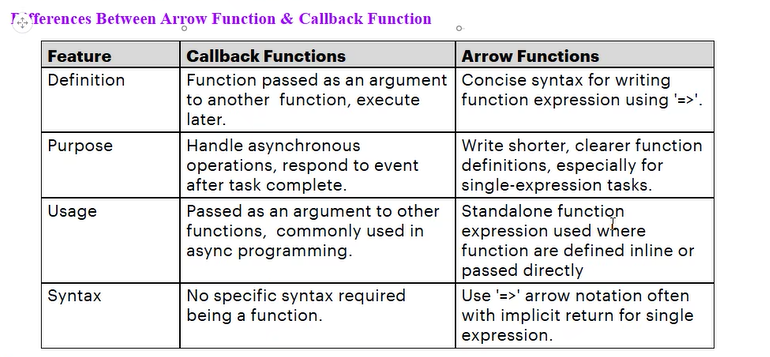 Differences Between Arrow Function & Callback Function
Feature
Callback Functions
Arrow Functions
Definition
Function passed as an argument
to another function, execute
later.
Concise syntax for writing
function expression using '=>'.
Purpose
Handle asynchronous
operations, respond to event
after task complete.
Write shorter, clearer function
definitions, especially for
single-expression tasks.
Usage
Passed as an argument to other
functions, commonly used in
async programming.
Standalone function
expression used where
function are defined inline or
passed directly
Syntax
No specific syntax required
being a function.
Use '=>' arrow notation often
with implicit return for single
expression.